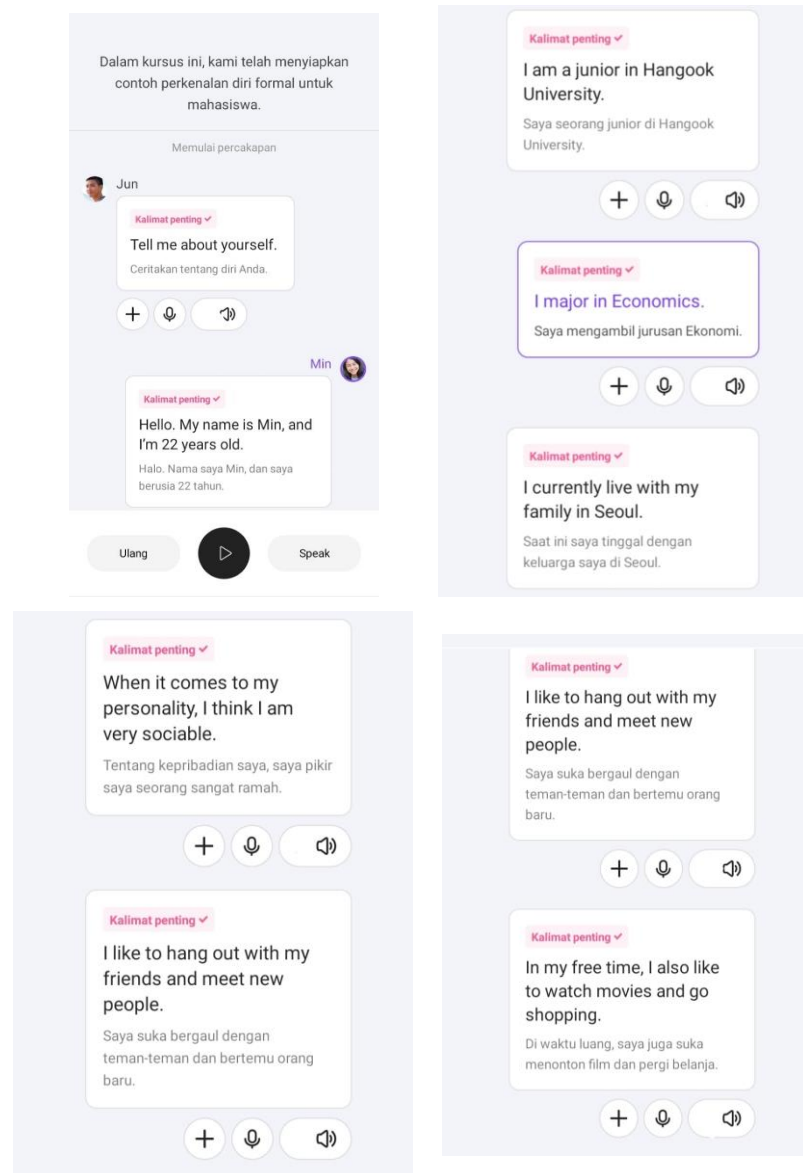 Dalam kursus ini, kami telah menyiapkan
contoh perkenalan diri formal untuk
mahasiswa.
Memulai percakapan
Jun
Kalimat penting
Tell me about yourself.
Ceritakan tentang diri Anda.
Min
Kalimat penting
Hello. My name is Min, and
I'm 22 years old.
Halo. Nama saya Min, dan saya
berusia 22 tahun.
Ulang
Speak
Kalimat penting
I am a junior in Hangook
University.
Saya seorang junior di Hangook
University.
Kalimat penting
I major in Economics.
Saya mengambil jurusan Ekonomi.
Kalimat penting
I currently live with my
family in Seoul.
Saat ini saya tinggal dengan
keluarga saya di Seoul.
Kalimat penting
When it comes to my
personality, I think I am
very sociable.
Tentang kepribadian saya, saya pikir
saya seorang sangat ramah.
Kalimat penting
I like to hang out with my
friends and meet new
people.
Saya suka bergaul dengan
teman-teman dan bertemu orang
baru.
Kalimat penting
I like to hang out with my
friends and meet new
people.
Saya suka bergaul dengan
teman-teman dan bertemu orang
baru.
Kalimat penting
In my free time, I also like
to watch movies and go
shopping.
Di waktu luang, saya juga suka
menonton film dan pergi belanja.